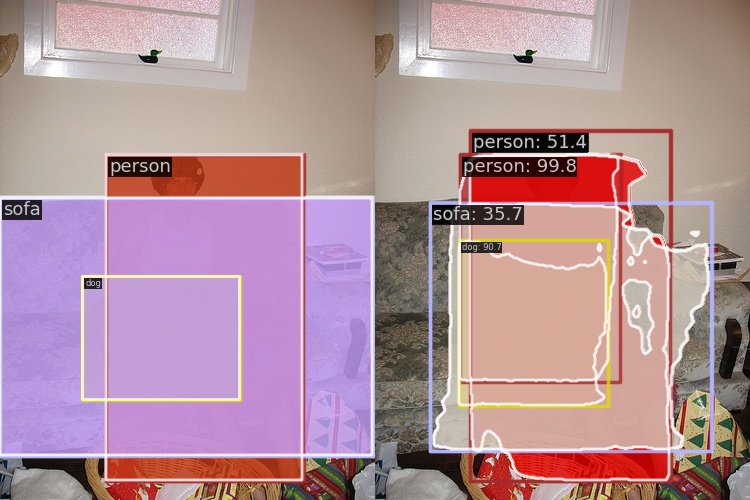 person
sofa
dog
person: 51.4
person: 99.8
sofa: 35.7
dog: 90.7